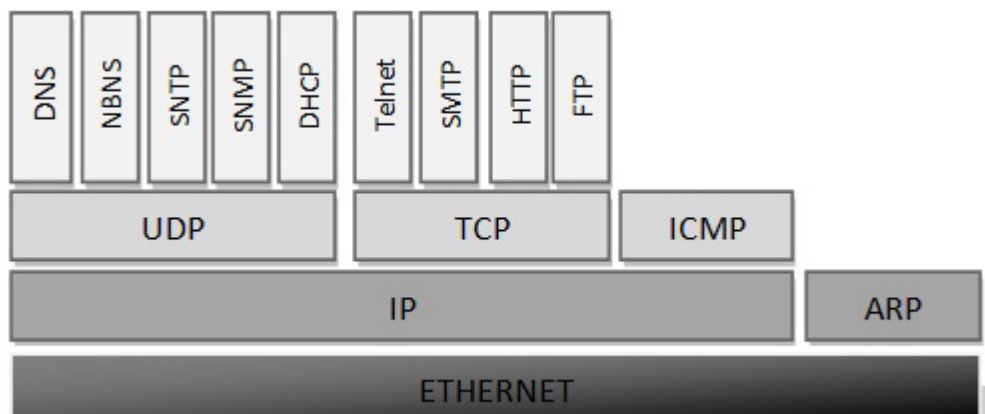 DNS
NBNS
SNTP
SNMP
DHCP
Telnet
SMTP
HTTP
FTP
UDP
TCP
ICMP
IP
ARP
ETHERNET